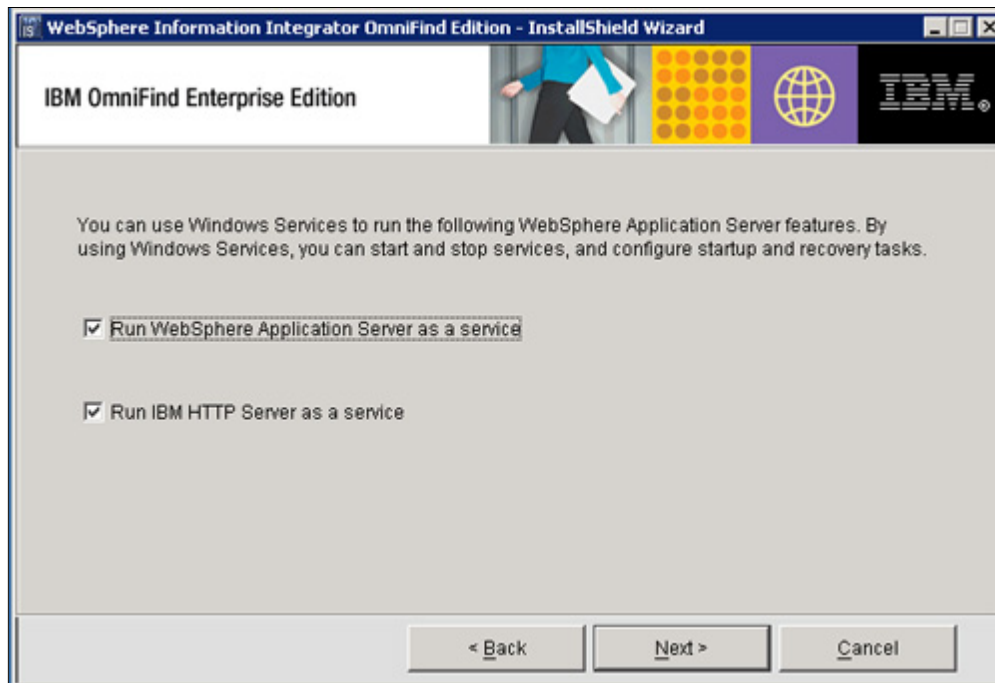 WebSphere Information Integrator OmniFind Edition - InstallShield Wizard
IBM OmniFind Enterprise Edition
IBM®
You can use Windows Services to run the following WebSphere Application Server features. By
using Windows Services, you can start and stop services, and configure startup and recovery tasks.
Run WebSphere Application Server as a service
Run IBM HTTP Server as a service
< Back
Next >
Cancel